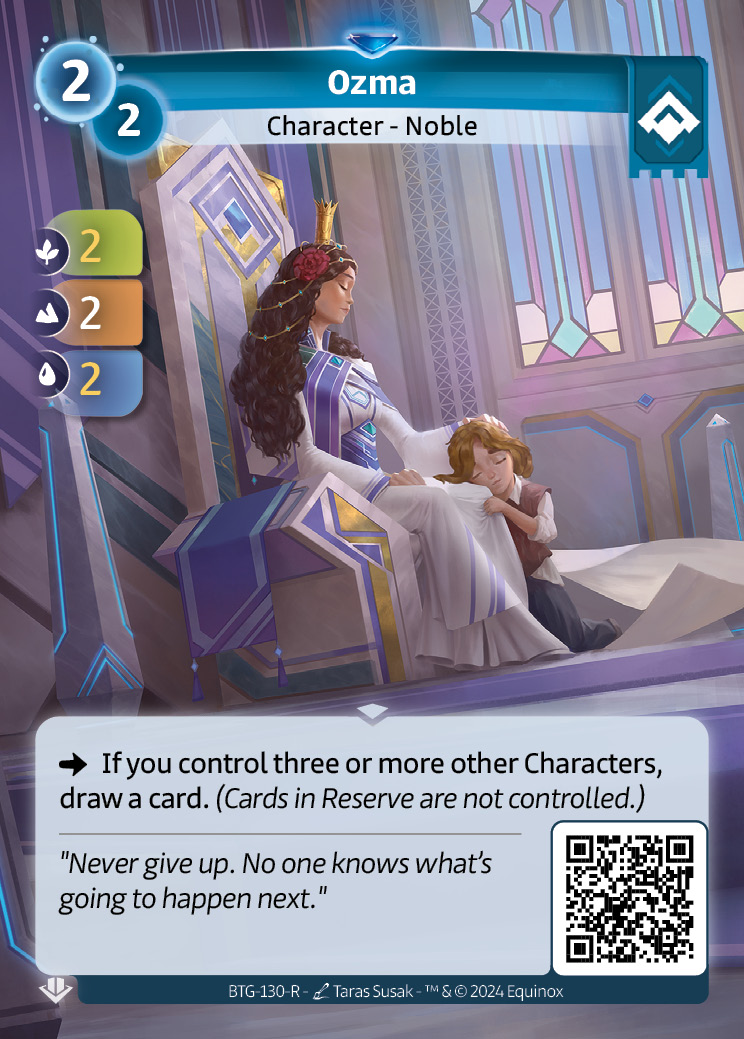 2
2
Ozma
Character - Noble
2
2
2
If you control three or more other Characters,
draw a card. (Cards in Reserve are not controlled.)
"Never give up. No one knows what's
going to happen next."
BTG-130-R - Taras Susak - ™ & © 2024 Equinox